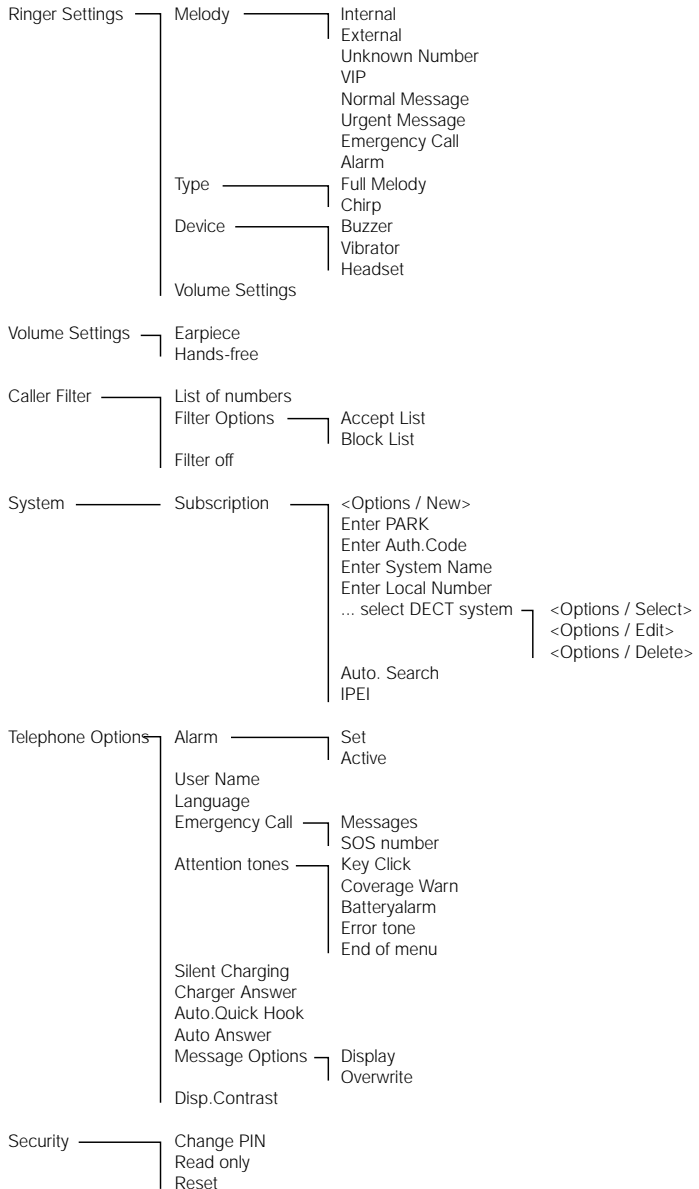 Ringer Settings Melody Internal
External
Unknown Number
VIP
Normal Message
Urgent Message
Emergency Call
Alarm
Type Full Melody
Chirp
Device Buzzer
Vibrator
Headset
Volume Settings
Volume Settings Earpiece
Hands-free
Caller Filter List of numbers
Filter Options Accept List
Block List
Filter off
System Subscription <Options / New>
Enter PARK
Enter Auth.Code
Enter System Name
Enter Local Number
... select DECT system <Options / Select>
<Options / Edit>
<Options / Delete>
Auto. Search
IPEI
Telephone Options Alarm Set
Active
User Name
Language
Emergency Call Messages
SOS number
Attention tones Key Click
Coverage Warn
Batteryalarm
Error tone
End of menu
Silent Charging
Charger Answer
Auto.Quick Hook
Auto Answer
Message Options Display
Overwrite
Disp.Contrast
Security Change PIN
Read only
Reset